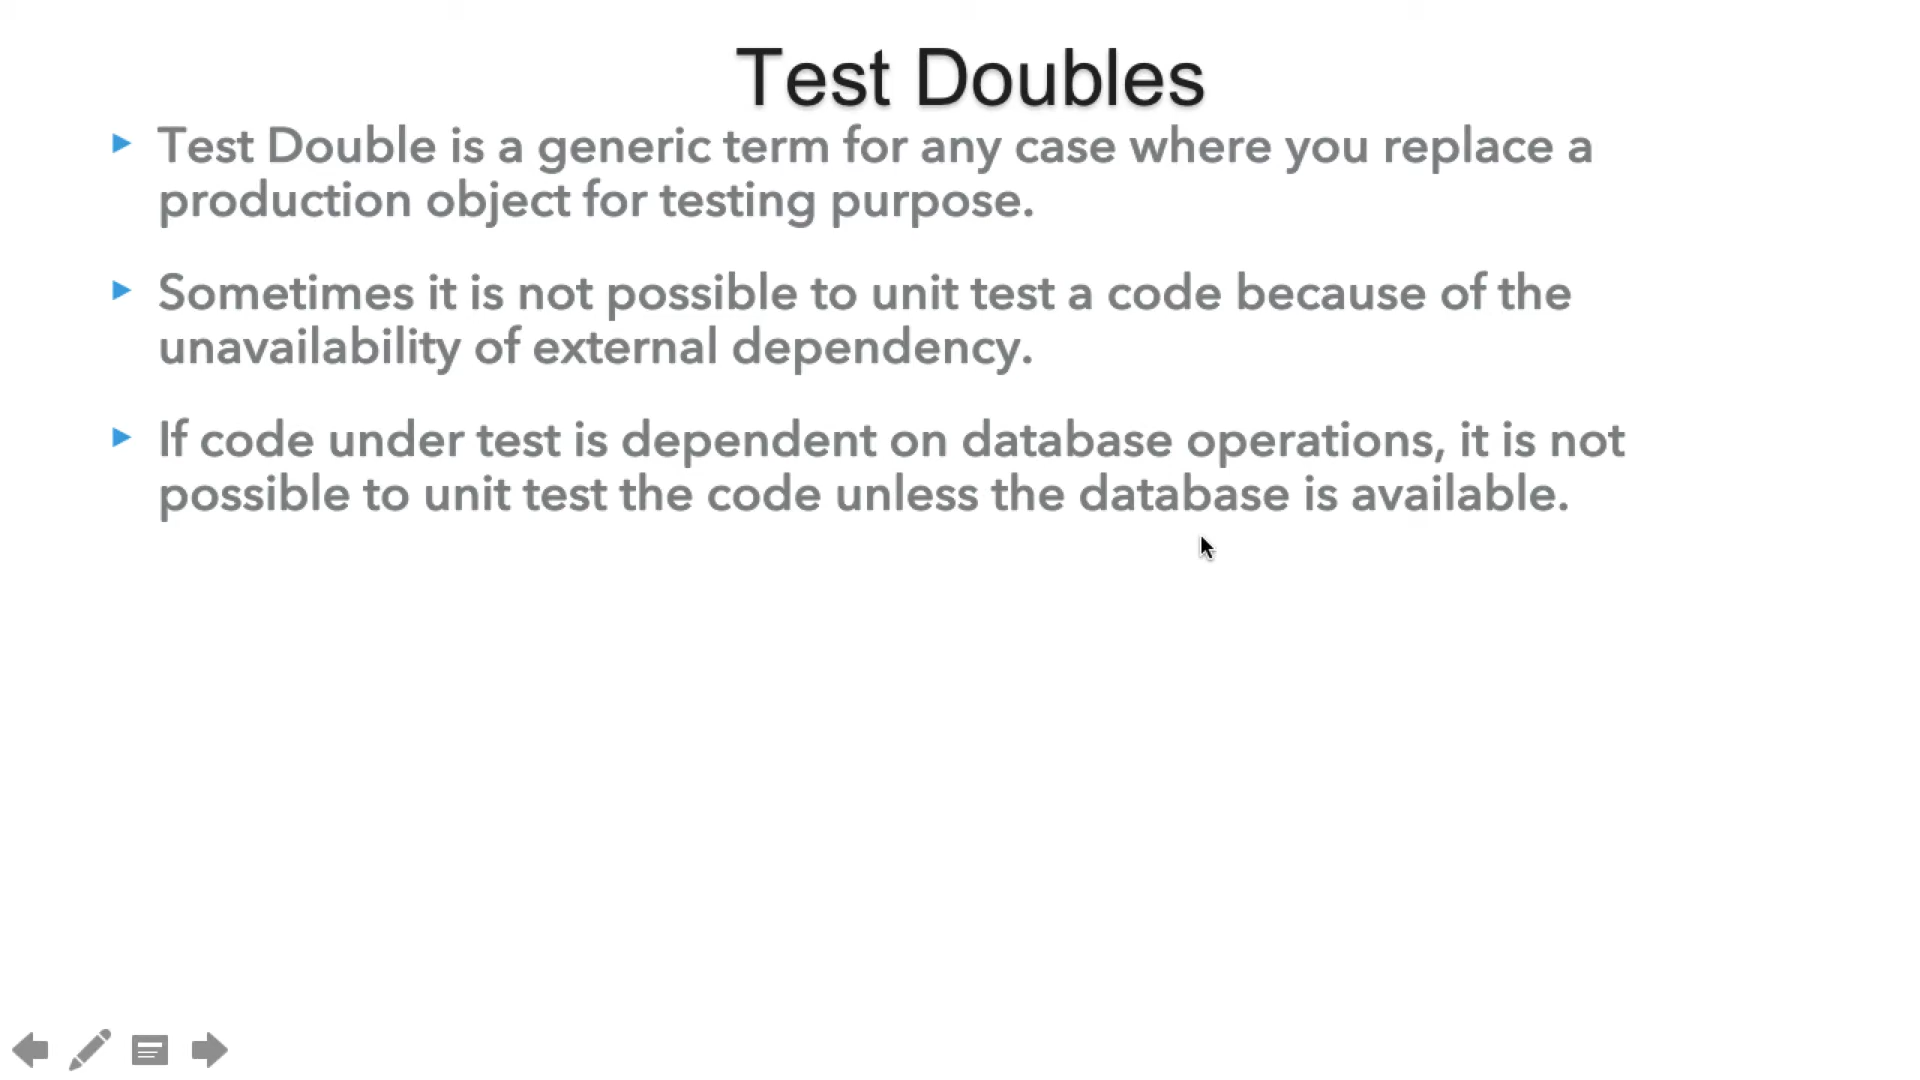 Test Doubles
Test Double is a generic term for any case where you replace a
production object for testing purpose.
Sometimes it is not possible to unit test a code because of the
unavailability of external dependency.
If code under test is dependent on database operations, it is not
possible to unit test the code unless the database is available.